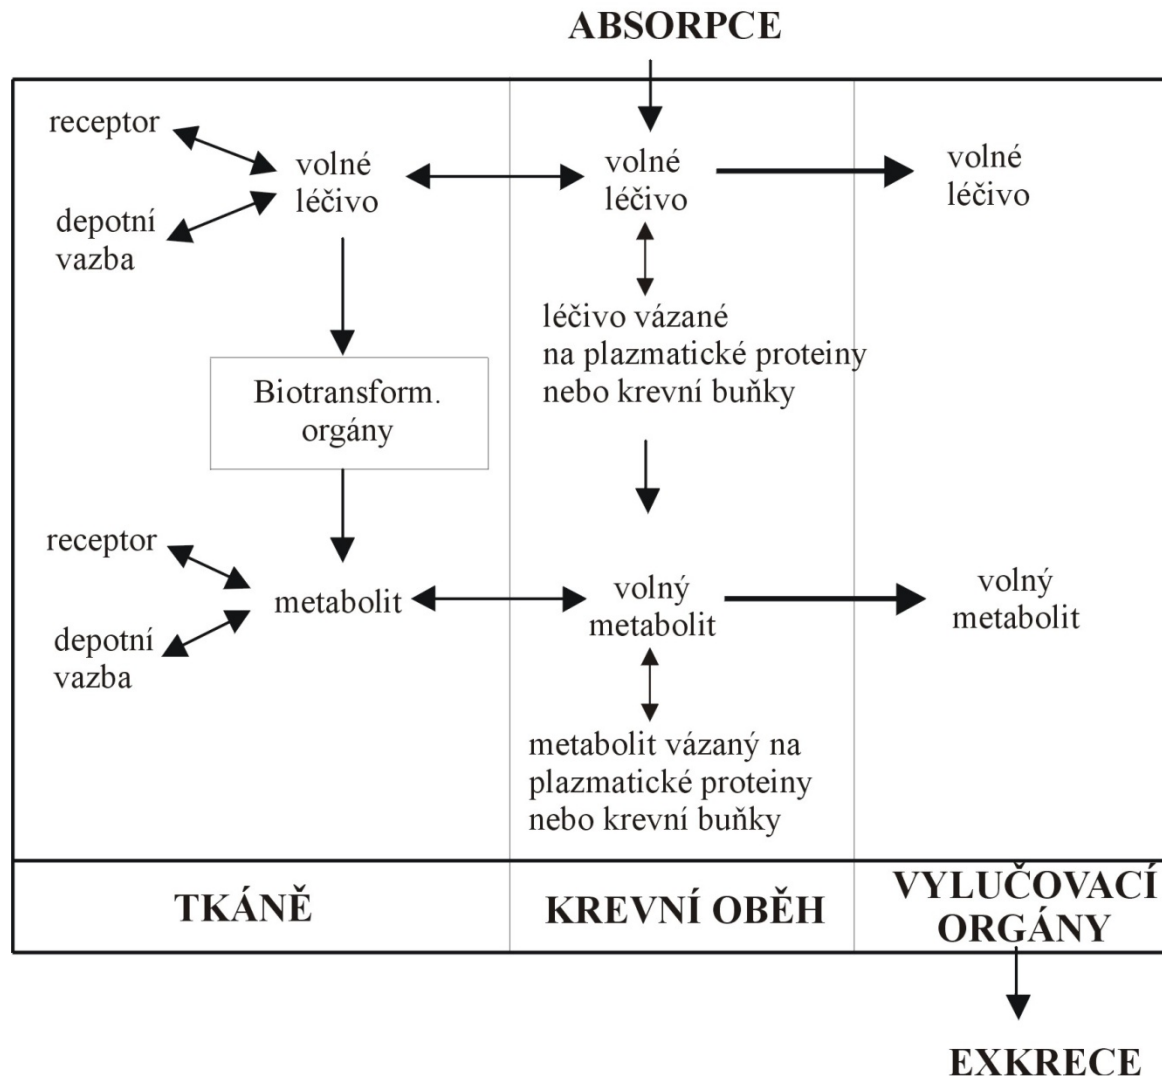 ABSORPCE
receptor
volné
léčivo
depotní
vazba
volné
léčivo
volné
léčivo
léčivo vázané
na plazmatické proteiny
nebo krevní buňky
Biotransform.
orgány
receptor
metabolit
depotní
vazba
volný
metabolit
volný
metabolit
metabolit vázaný na
plazmatické proteiny
nebo krevní buňky
TKÁNĚ
KREVNÍ OBĚH
VYLUČOVACÍ
ORGÁNY
EXKRECE